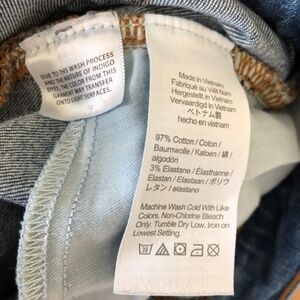 DUE TO THIS WASH PROCESS
AND THE NATURE OF INDIGO
DYES, THE COLOR FROM THIS
GARMENT MAY TRANSFER
ONTO LIGHT SURFACES.
Made in Vietnam
Fabriqué au Viêt Nam
Hergestellt in Vietnam
Vervaardigd in Vietnam
ベトナム製
hecho en vietnam
97% Cotton / Coton /
Baumwolle / Katoen / 綿 /
algodón
3% Elastane / Élasthanne /
Elastan / Elastaan / ポリウ
レタン / elastano
Machine Wash Cold With Like
Colors. Non-Chlorine Bleach
Only. Tumble Dry Low. Iron on
Lowest Setting.